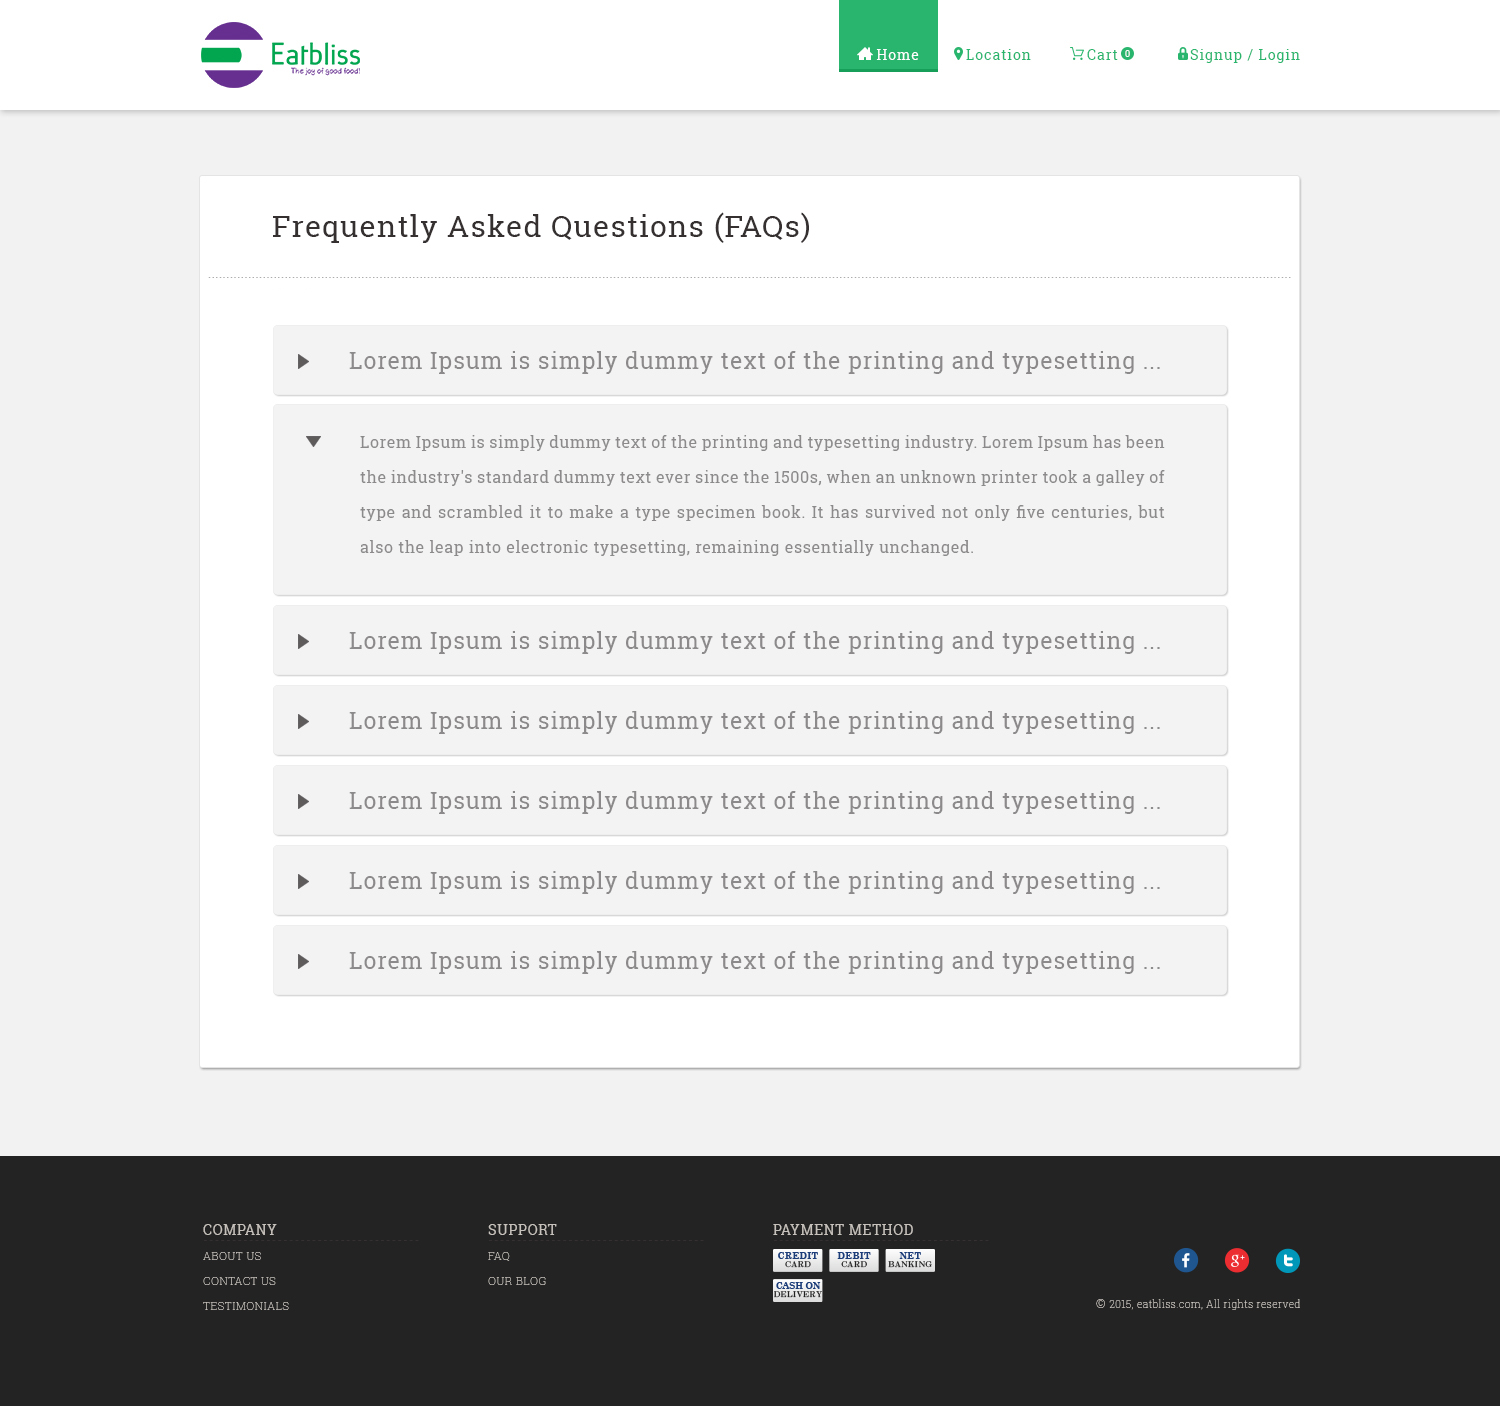 Eatbliss
The joy of good food!
Home
Location
Cart 0
Signup / Login
Frequently Asked Questions (FAQs)
Lorem Ipsum is simply dummy text of the printing and typesetting ...
Lorem Ipsum is simply dummy text of the printing and typesetting industry. Lorem Ipsum has been
the industry's standard dummy text ever since the 1500s, when an unknown printer took a galley of
type and scrambled it to make a type specimen book. It has survived not only five centuries, but
also the leap into electronic typesetting, remaining essentially unchanged.
Lorem Ipsum is simply dummy text of the printing and typesetting ...
Lorem Ipsum is simply dummy text of the printing and typesetting ...
Lorem Ipsum is simply dummy text of the printing and typesetting ...
Lorem Ipsum is simply dummy text of the printing and typesetting ...
Lorem Ipsum is simply dummy text of the printing and typesetting ...
COMPANY
ABOUT US
CONTACT US
TESTIMONIALS
SUPPORT
FAQ
OUR BLOG
PAYMENT METHOD
CREDIT
CARD
DEBIT
CARD
NET
BANKING
CASH ON
DELIVERY
f
g+
t
© 2015, eatbliss.com, All rights reserved